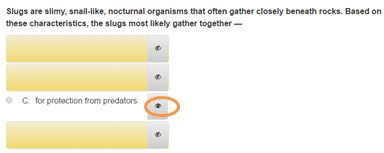 Slugs are slimy, snail-like, nocturnal organisms that often gather closely beneath rocks. Based on
these characteristics, the slugs most likely gather together —
C. for protection from predators